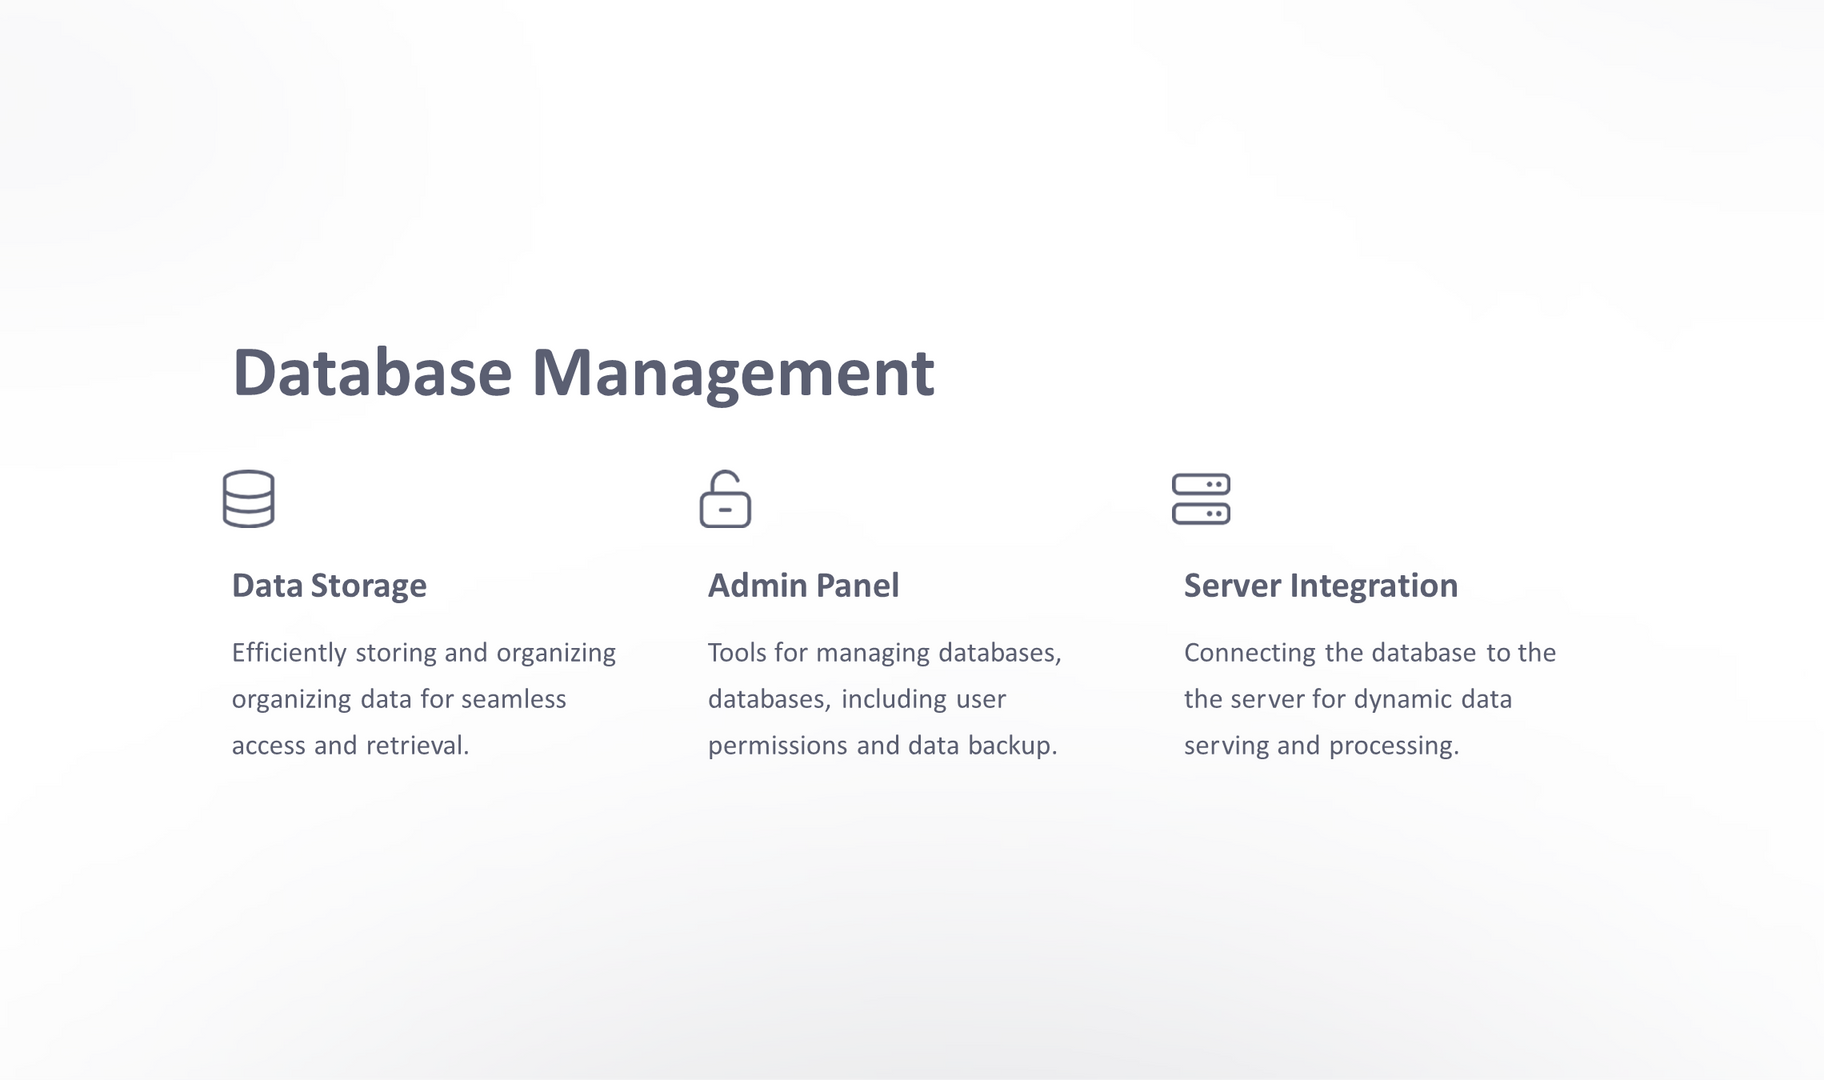 Database Management
Data Storage
Efficiently storing and organizing
organizing data for seamless
access and retrieval.
Admin Panel
Tools for managing databases,
databases, including user
permissions and data backup.
Server Integration
Connecting the database to the
the server for dynamic data
serving and processing.